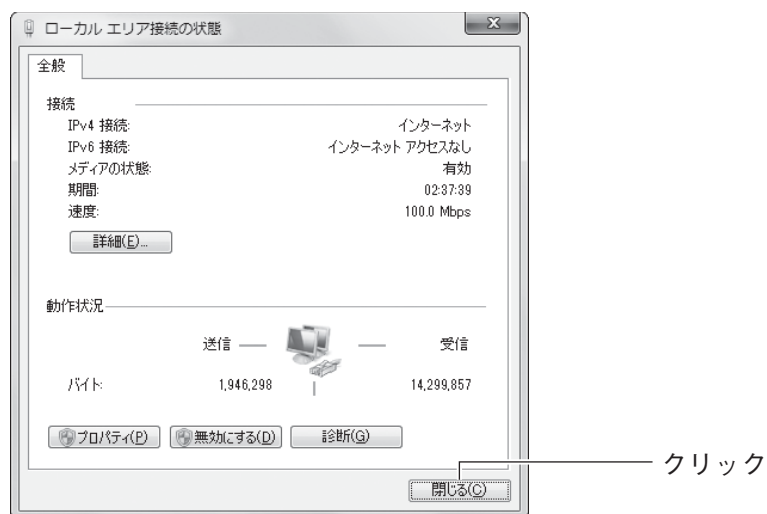 ローカル エリア接続の状態
X
全般
接続
IPv4 接続: インターネット
IPv6 接続: インターネット アクセスなし
メディアの状態: 有効
期間: 02:37:39
速度: 100.0 Mbps
詳細(E)...
動作状況
送信 受信
バイト: 1,946,298 14,299,857
プロパティ(P) 無効にする(D) 診断(G)
閉じる(C) クリック